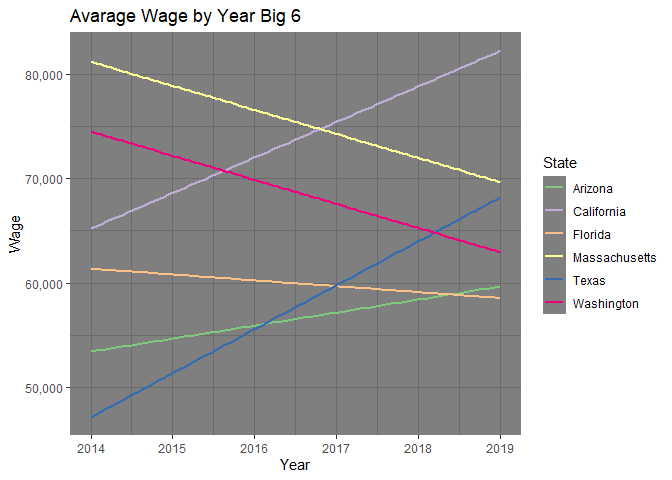 Avarage Wage by Year Big 6
80,000
70,000
60,000
50,000
Wage
2014 2015 2016 2017 2018 2019
Year
State
Arizona
California
Florida
Massachusetts
Texas
Washington